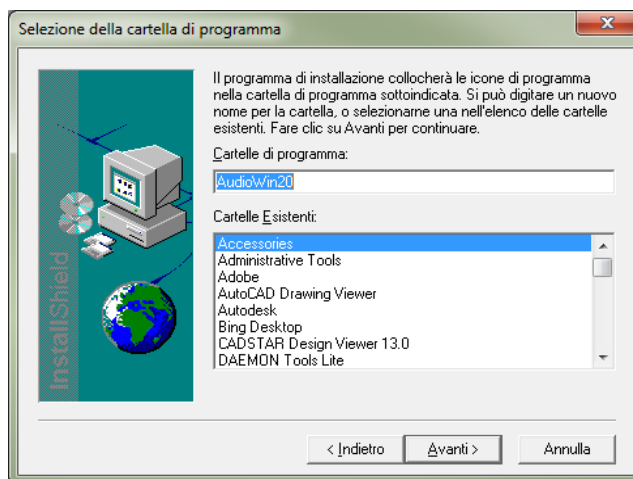 Selezione della cartella di programma
Il programma di installazione collocherà le icone di programma
nella cartella di programma sottoindicata. Si può digitare un nuovo
nome per la cartella, o selezionarne una nell'elenco delle cartelle
esistenti. Fare clic su Avanti per continuare.
Cartelle di programma:
AudioWin20
Cartelle Esistenti:
Accessories
Administrative Tools
Adobe
AutoCAD Drawing Viewer
Autodesk
Bing Desktop
CADSTAR Design Viewer 13.0
DAEMON Tools Lite
InstallShield
< Indietro
Avanti >
Annulla